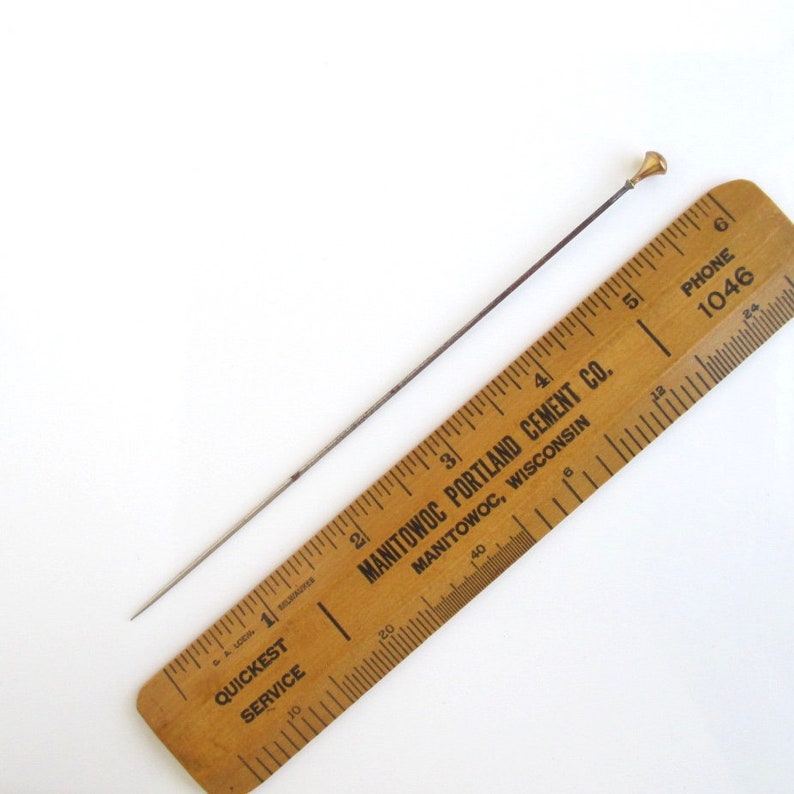 1 2 3 4 5 6
MILWAUKEE
QUICKEST
SERVICE
MANITOWOC PORTLAND CEMENT CO.
MANITOWOC, WISCONSIN
PHONE
1046
10 20 40 6 12 24